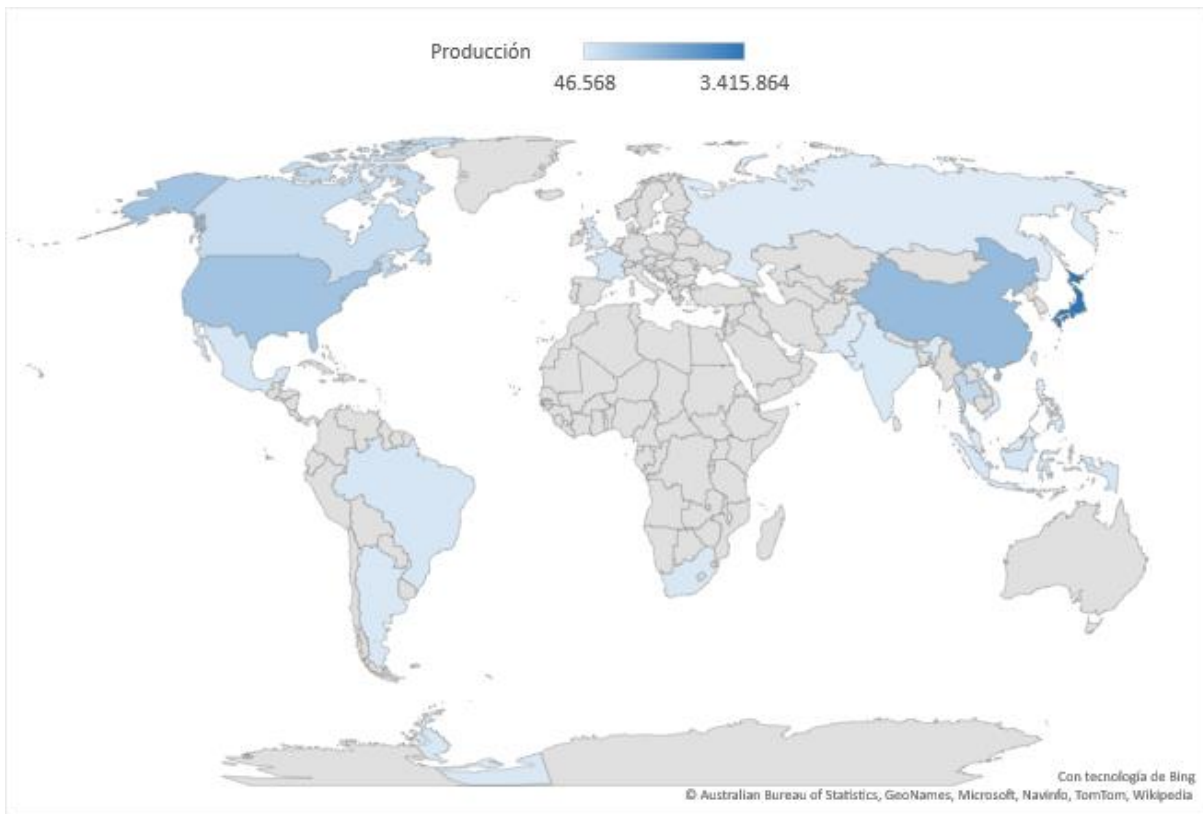 Producción
46.568 3.415.864
Con tecnología de Bing
© Australian Bureau of Statistics, GeoNames, Microsoft, Navinfo, TomTom, Wikipedia